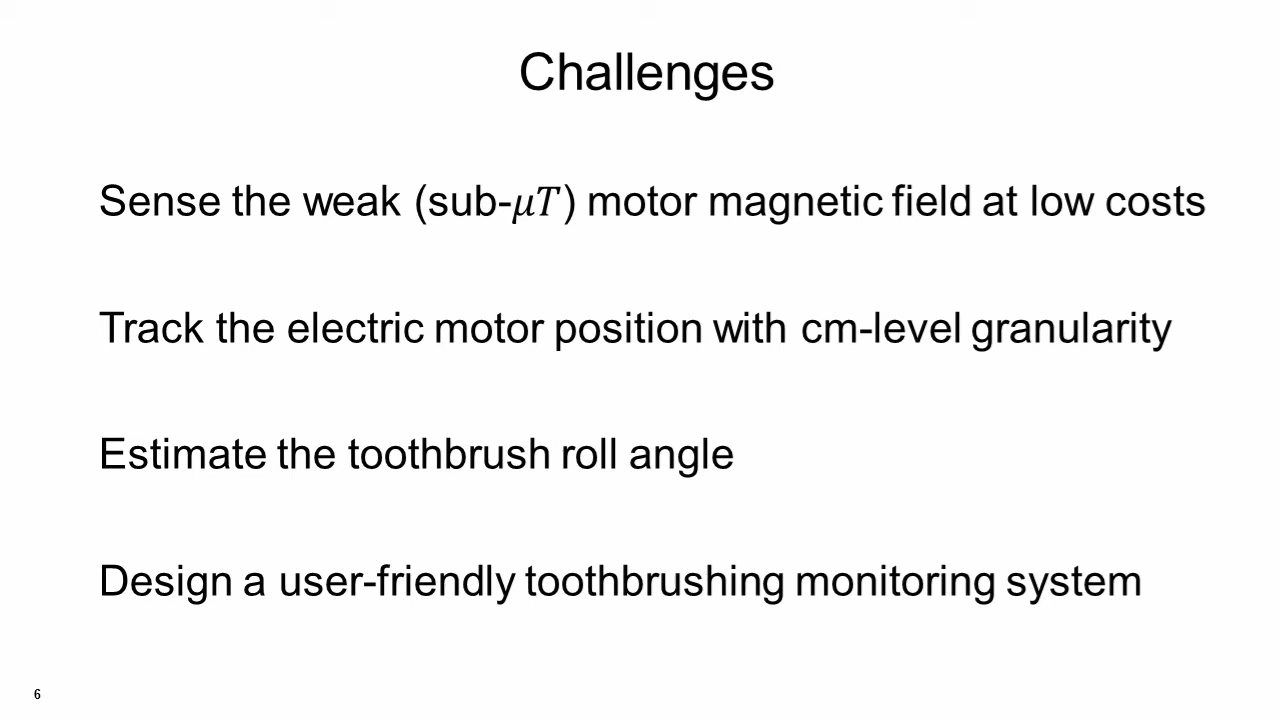 Challenges
Sense the weak (sub-𝜇𝑇) motor magnetic field at low costs
Track the electric motor position with cm-level granularity
Estimate the toothbrush roll angle
Design a user-friendly toothbrushing monitoring system
6